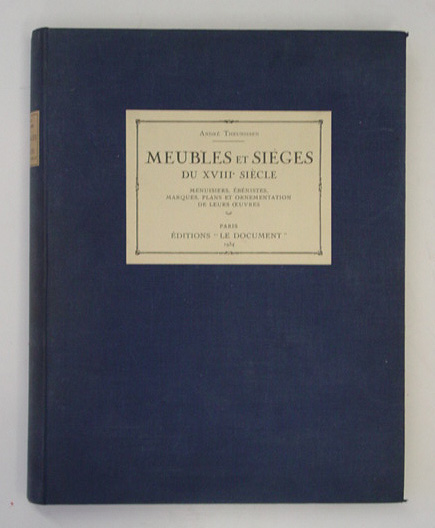 André Theunissen
MEUBLES ET SIÈGES
DU XVIIIe SIÈCLE
MENUISIERS, ÉBÉNISTES,
MARQUES, PLANS ET ORNEMENTATION
DE LEURS ŒUVRES
PARIS
ÉDITIONS "LE DOCUMENT"
1934